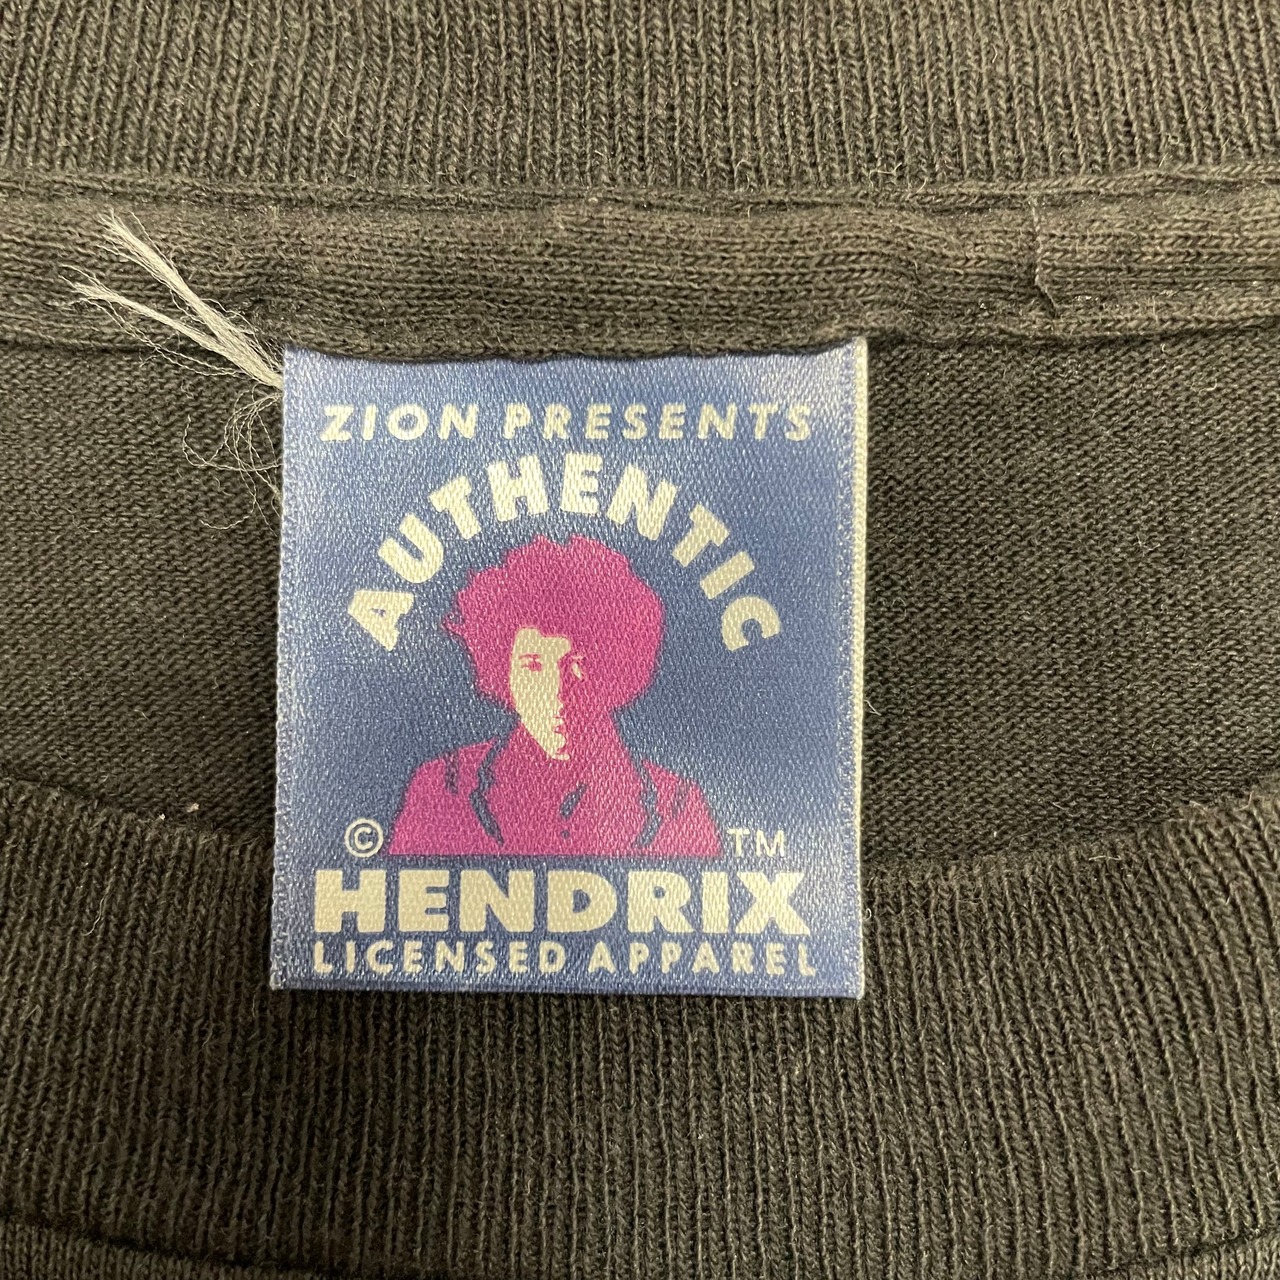 ZION PRESENTS
AUTHENTIC
© TM
HENDRIX
LICENSED APPAREL